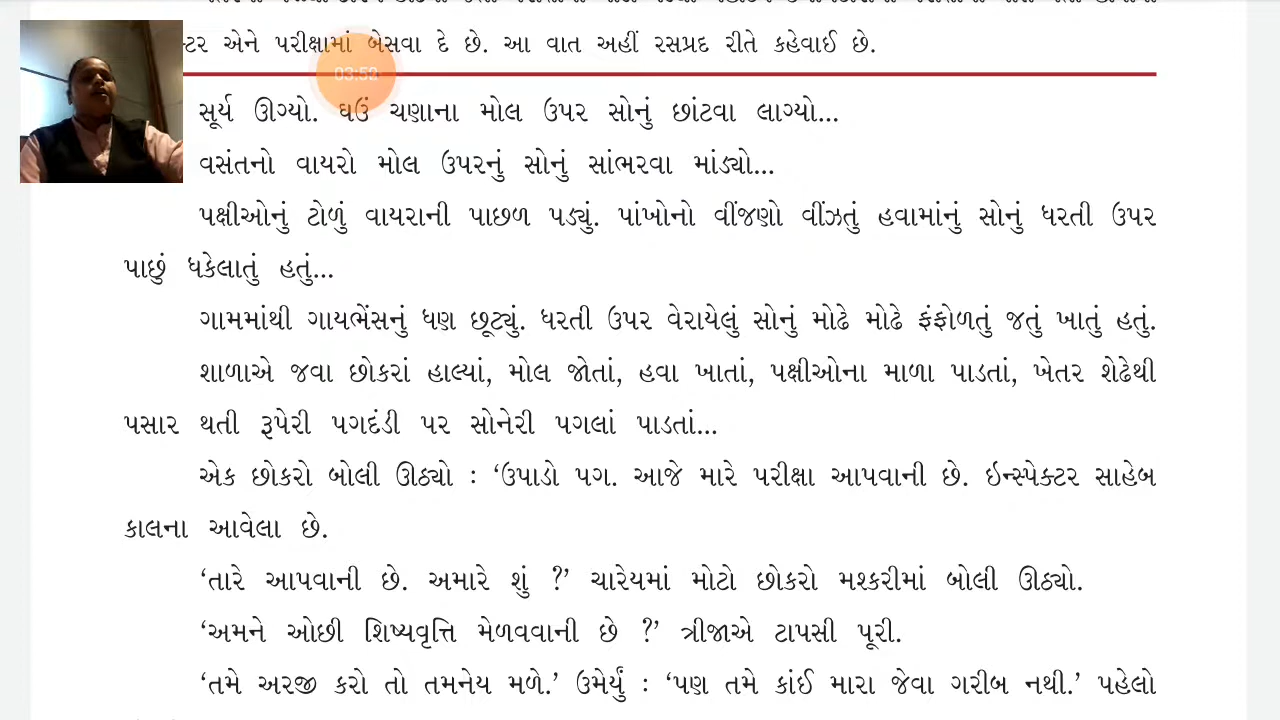 ક્ટર એને પરીક્ષામાં બેસવા દે છે. આ વાત અહીં રસપ્રદ રીતે કહેવાઈ છે.
03:52
સૂર્ય ઊગ્યો. ઘઉં ચણાના મોલ ઉપર સોનું છાંટવા લાગ્યો...
વસંતનો વાયરો મોલ ઉપરનું સોનું સાંભરવા માંડ્યો...
પક્ષીઓનું ટોળું વાયરાની પાછળ પડ્યું. પાંખોનો વીંજણો વીંઝતું હવામાંનું સોનું ધરતી ઉપર
પાછું ધકેલાતું હતું...
ગામમાંથી ગાયભેંસનું ધણ છૂટ્યું. ધરતી ઉપર વેરાયેલું સોનું મોઢે મોઢે ફંફોળતું જતું ખાતું હતું.
શાળાએ જવા છોકરાં હાલ્યાં, મોલ જોતાં, હવા ખાતાં, પક્ષીઓના માળા પાડતાં, ખેતર શેઢેથી
પસાર થતી રૂપેરી પગદંડી પર સોનેરી પગલાં પાડતાં...
એક છોકરો બોલી ઊઠ્યો : ‘ઉપાડો પગ. આજે મારે પરીક્ષા આપવાની છે. ઇન્સ્પેક્ટર સાહેબ
કાલના આવેલા છે.
‘તારે આપવાની છે. અમારે શું ?’ ચારેયમાં મોટો છોકરો મશ્કરીમાં બોલી ઊઠ્યો.
‘અમને ઓછી શિષ્યવૃત્તિ મેળવવાની છે ?’ ત્રીજાએ ટાપસી પૂરી.
‘તમે અરજી કરો તો તમનેય મળે.’ ઉમેર્યું : ‘પણ તમે કાંઈ મારા જેવા ગરીબ નથી.’ પહેલો